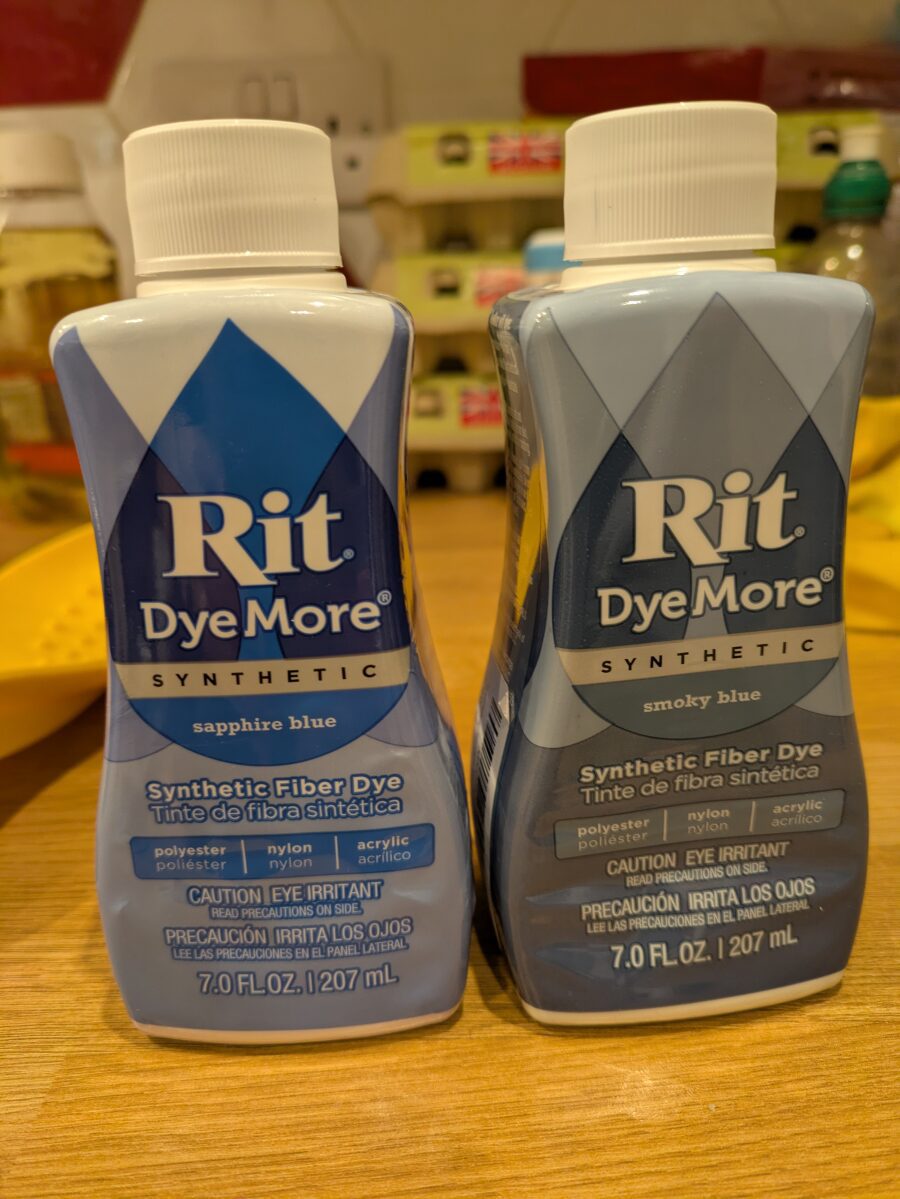 Rit®
DyeMore®
SYNTHETIC
sapphire blue
Synthetic Fiber Dye
Tinte de fibra sintética
polyester | nylon | acrylic
poliéster | nylon | acrílico
CAUTION EYE IRRITANT
READ PRECAUTIONS ON SIDE.
PRECAUCIÓN IRRITA LOS OJOS
LEE LAS PRECAUCIONES EN EL PANEL LATERAL
7.0 FL.OZ. | 207 mL
Rit®
DyeMore®
SYNTHETIC
smoky blue
Synthetic Fiber Dye
Tinte de fibra sintética
polyester | nylon | acrylic
poliéster | nylon | acrílico
CAUTION EYE IRRITANT
READ PRECAUTIONS ON SIDE.
PRECAUCIÓN IRRITA LOS OJOS
LEE LAS PRECAUCIONES EN EL PANEL LATERAL
7.0 FL.OZ. | 207 mL